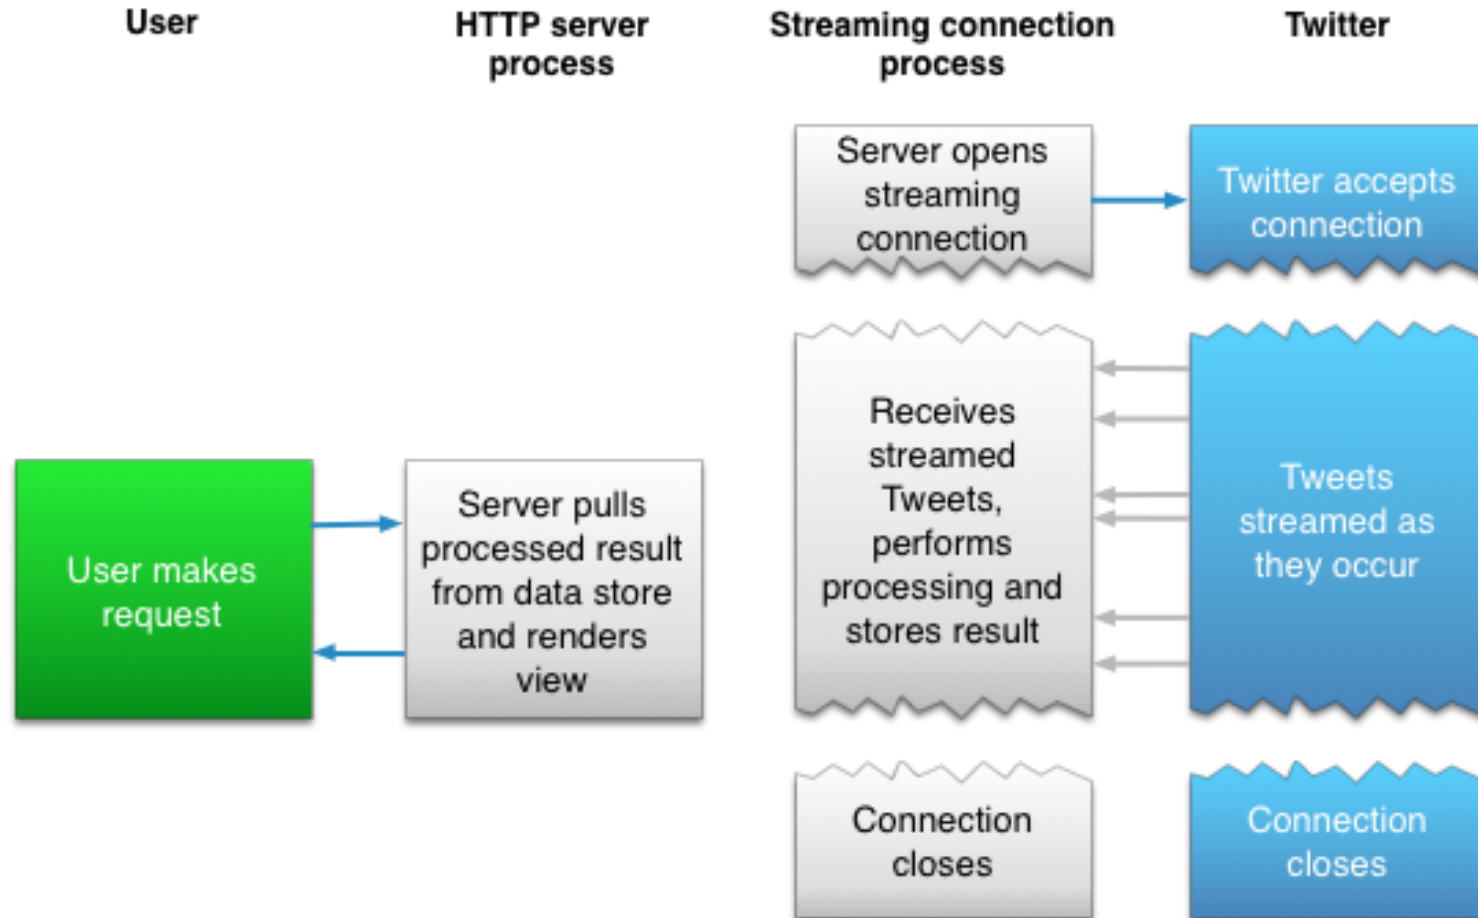 User
HTTP server
process
Streaming connection
process
Twitter
Server opens
streaming
connection
Twitter accepts
connection
User makes
request
Server pulls
processed result
from data store
and renders
view
Receives
streamed
Tweets,
performs
processing and
stores result
Tweets
streamed as
they occur
Connection
closes
Connection
closes